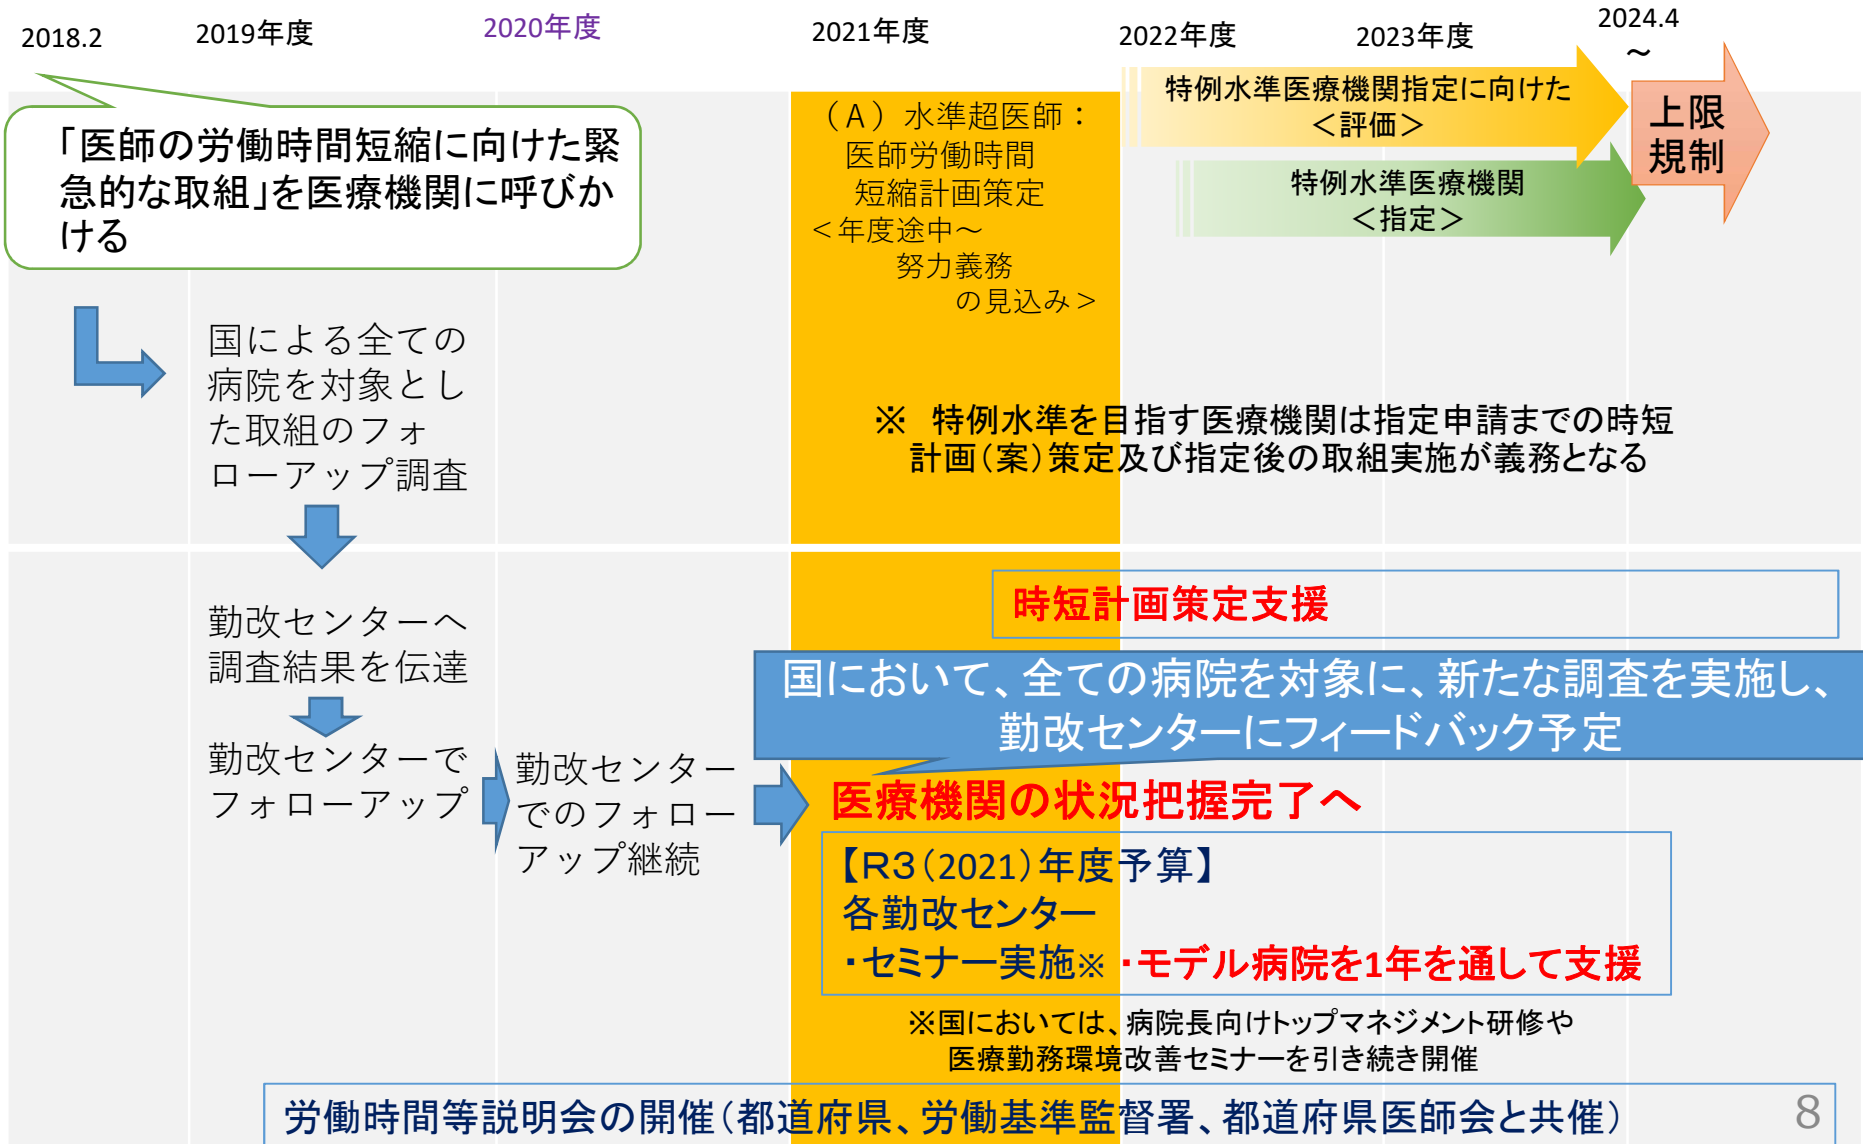 2018.2
2019年度
2020年度
2021年度
2022年度
2023年度
2024.4
～
「医師の労働時間短縮に向けた緊
急的な取組」を医療機関に呼びか
ける
（A）水準超医師：
医師労働時間
短縮計画策定
＜年度途中～
努力義務
の見込み＞
特例水準医療機関指定に向けた
＜評価＞
特例水準医療機関
＜指定＞
上限
規制
国による全ての
病院を対象とし
た取組のフォ
ローアップ調査
※　特例水準を目指す医療機関は指定申請までの時短
計画（案）策定及び指定後の取組実施が義務となる
勤改センターへ
調査結果を伝達
勤改センターで
フォローアップ
勤改センター
でのフォロー
アップ継続
時短計画策定支援
国において、全ての病院を対象に、新たな調査を実施し、
勤改センターにフィードバック予定
医療機関の状況把握完了へ
【R3（2021）年度予算】
各勤改センター
・セミナー実施※ ・モデル病院を1年を通して支援
※国においては、病院長向けトップマネジメント研修や
医療勤務環境改善セミナーを引き続き開催
労働時間等説明会の開催（都道府県、労働基準監督署、都道府県医師会と共催）
8